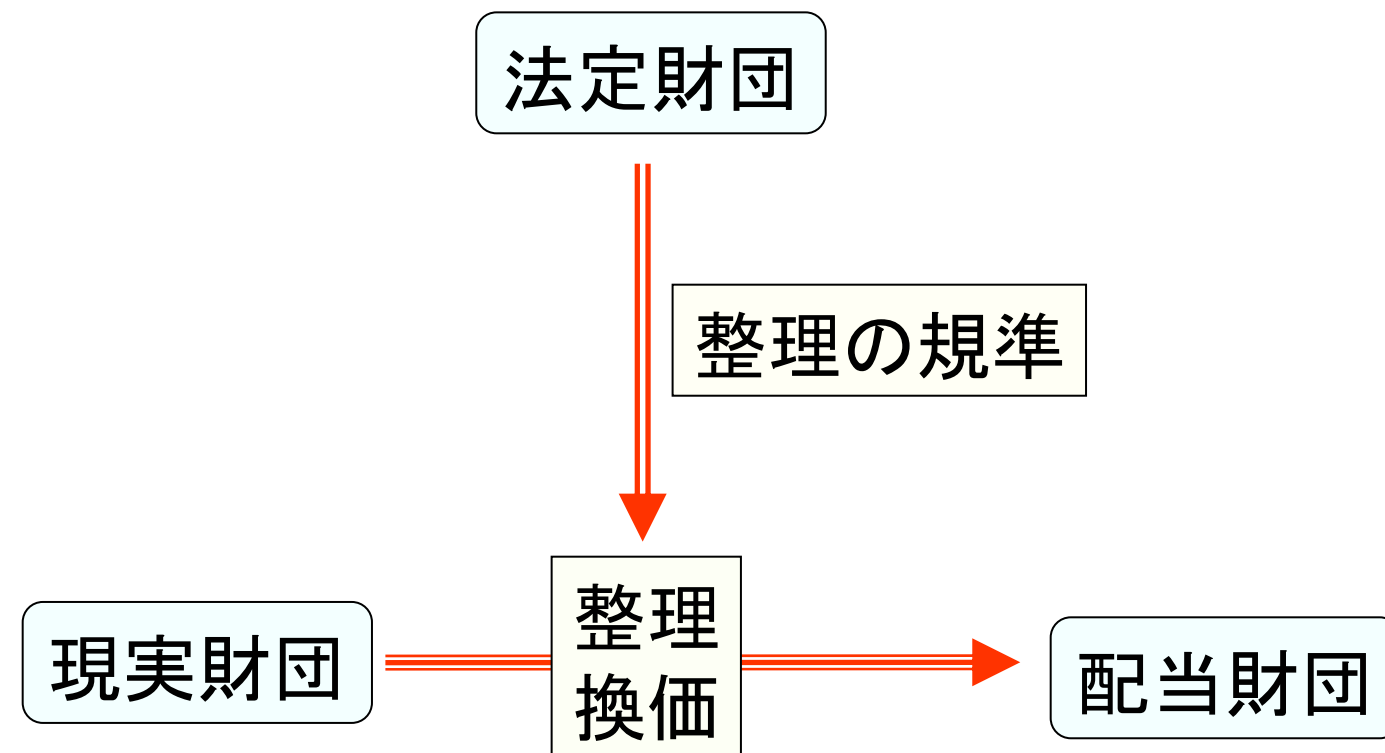 法定財団
整理の規準
現実財団
整理
換価
配当財団